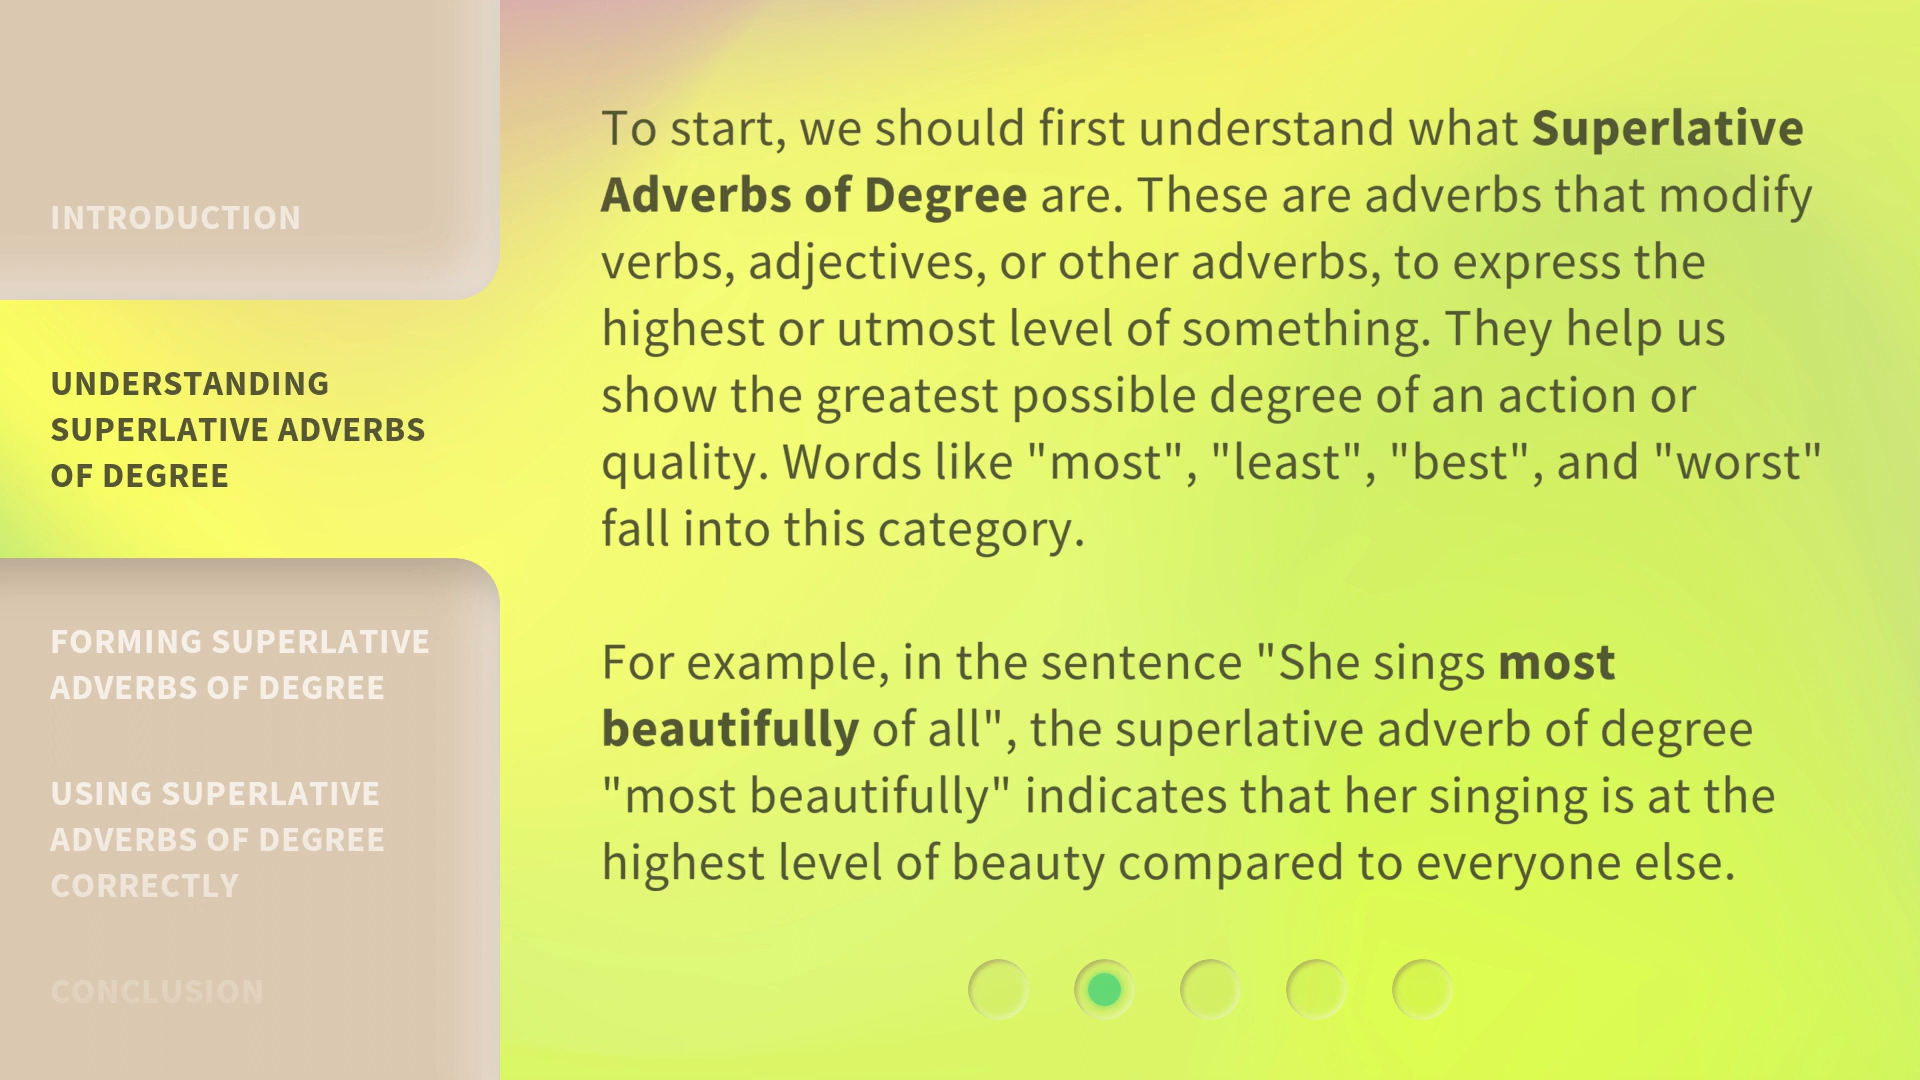 INTRODUCTION
UNDERSTANDING
SUPERLATIVE ADVERBS
OF DEGREE
FORMING SUPERLATIVE
ADVERBS OF DEGREE
USING SUPERLATIVE
ADVERBS OF DEGREE
CORRECTLY
CONCLUSION
To start, we should first understand what Superlative
Adverbs of Degree are. These are adverbs that modify
verbs, adjectives, or other adverbs, to express the
highest or utmost level of something. They help us
show the greatest possible degree of an action or
quality. Words like "most", "least", "best", and "worst"
fall into this category.
For example, in the sentence "She sings most
beautifully of all", the superlative adverb of degree
"most beautifully" indicates that her singing is at the
highest level of beauty compared to everyone else.